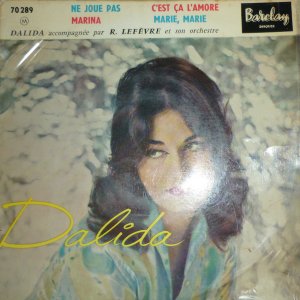 70 289
NE JOUE PAS
C'EST ÇA L'AMORE
MARINA
MARIE, MARIE
DALIDA accompagnée par R. LEFÈVRE et son orchestre
Barclay
Dalida